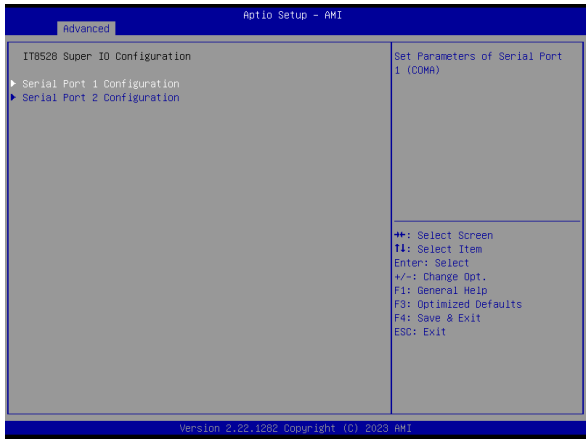 Aptio Setup - AMI
Advanced
IT8528 Super IO Configuration
Serial Port 1 Configuration
Serial Port 2 Configuration
Set Parameters of Serial Port
1 (COMA)
→←: Select Screen
↑↓: Select Item
Enter: Select
+/-: Change Opt.
F1: General Help
F3: Optimized Defaults
F4: Save & Exit
ESC: Exit
Version 2.22.1282 Copyright (C) 2023 AMI